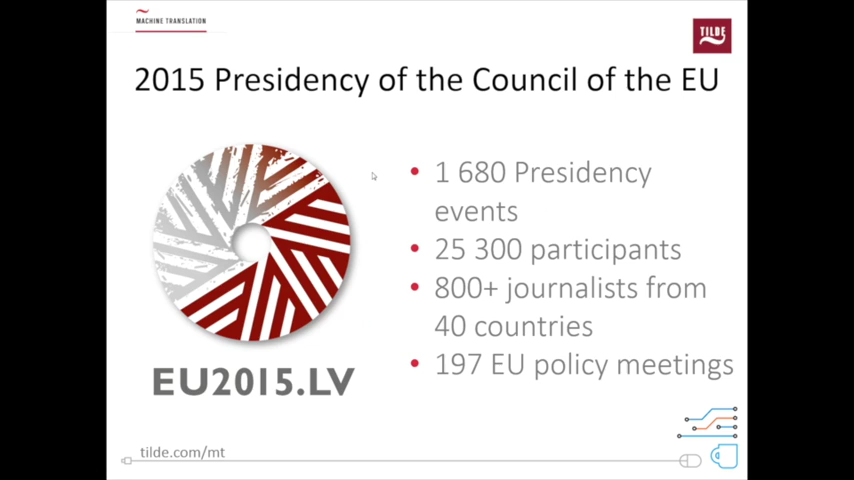 MACHINE TRANSLATION
TILDE
2015 Presidency of the Council of the EU
• 1 680 Presidency
events
• 25 300 participants
• 800+ journalists from
40 countries
• 197 EU policy meetings
EU2015.LV
tilde.com/mt